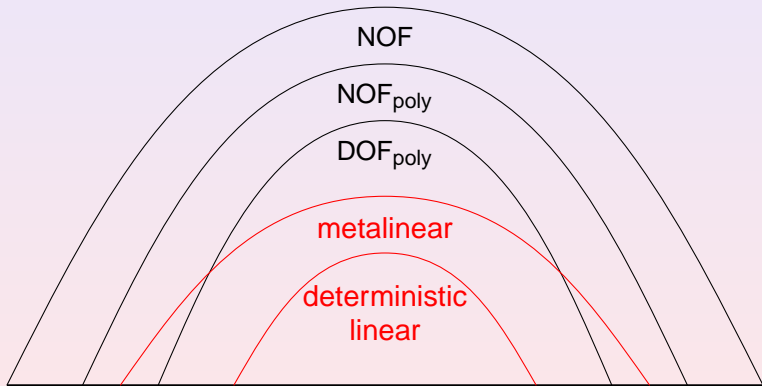 NOF
NOFpoly
DOFpoly
metalinear
deterministic
linear